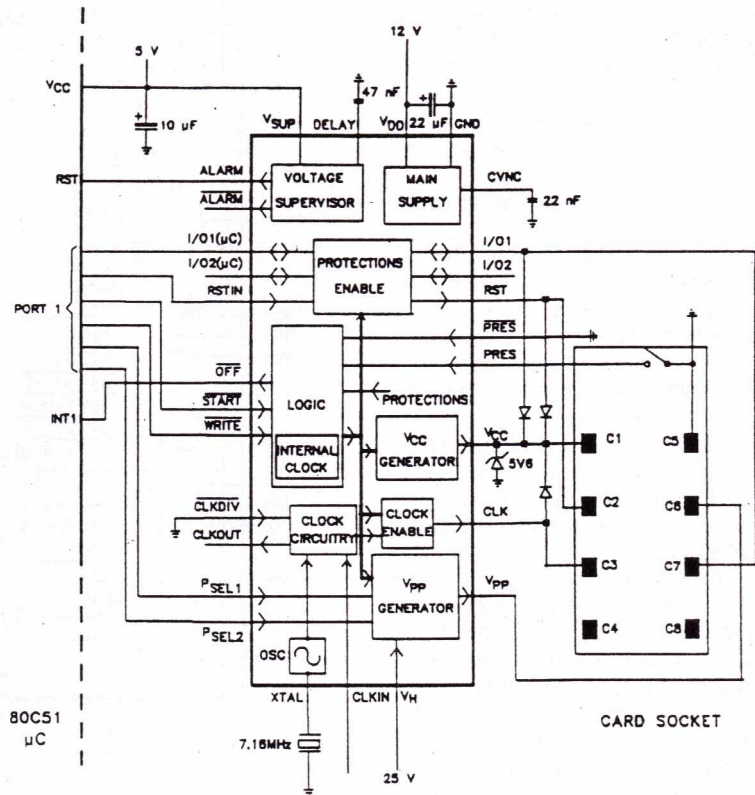 12 V
5 V
VCC
47 nF
+
10 µF
VSUP
DELAY
VDD
+
22 µF
GND
RST
ALARM
ALARM
VOLTAGE
SUPERVISOR
MAIN
SUPPLY
CVNC
22 nF
I/O1(µC)
I/O2(µC)
RSTIN
PROTECTIONS
ENABLE
I/O1
I/O2
RST
PORT 1
PRES
PRES
OFF
START
WRITE
LOGIC
PROTECTIONS
INT1
INTERNAL
CLOCK
VCC
GENERATOR
VCC
5V6
C1
C5
C2
C6
CLKDIV
CLKOUT
CLOCK
CIRCUITRY
CLOCK
ENABLE
CLK
C3
C7
PSEL1
PSEL2
VPP
GENERATOR
VPP
C4
C8
OSC
XTAL
CLKIN
VH
80C51
µC
7.16MHz
25 V
CARD SOCKET